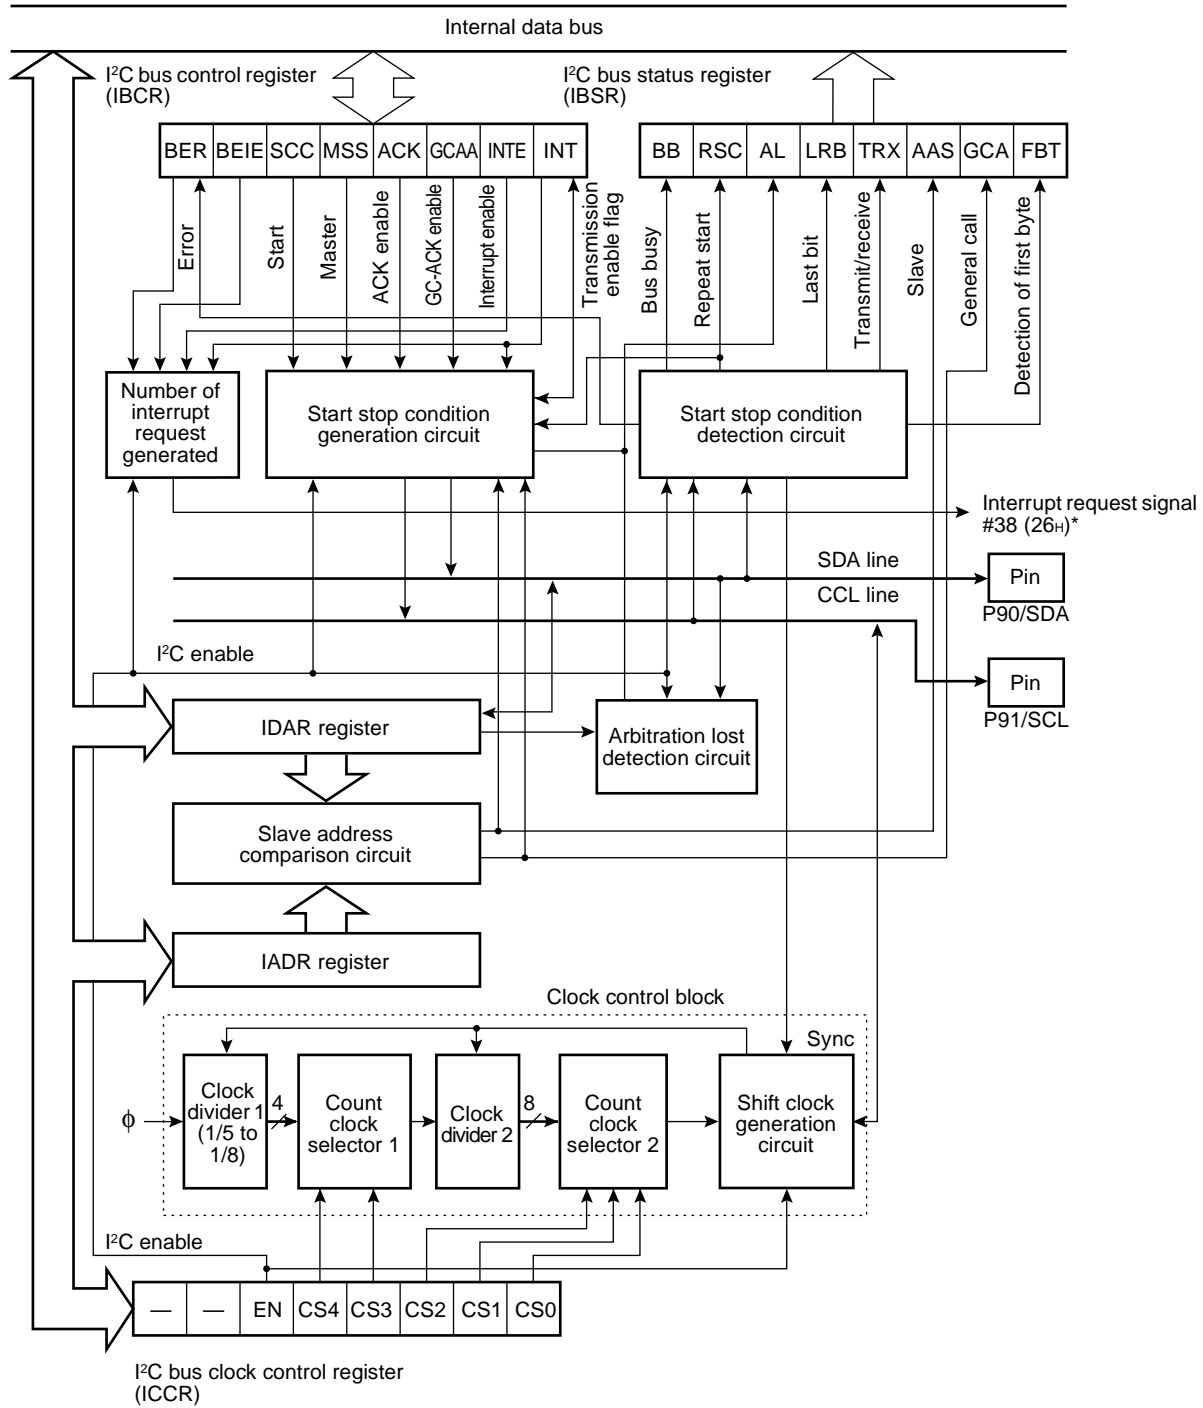 Internal data bus
I²C bus control register
(IBCR)
I²C bus status register
(IBSR)
BER BEIE SCC MSS ACK GCAA INTE INT
BB RSC AL LRB TRX AAS GCA FBT
Error
Start
Master
ACK enable
GC-ACK enable
Interrupt enable
Transmission
enable flag
Bus busy
Repeat start
Last bit
Transmit/receive
Slave
General call
Detection of first byte
Number of
interrupt
request
generated
Start stop condition
generation circuit
Start stop condition
detection circuit
Interrupt request signal
#38 (26H)*
SDA line
Pin
P90/SDA
CCL line
Pin
P91/SCL
I²C enable
IDAR register
Arbitration lost
detection circuit
Slave address
comparison circuit
IADR register
Clock control block
Sync
ϕ
Clock
divider 1
(1/5 to
1/8)
4
Count
clock
selector 1
Clock
divider 2
8
Count
clock
selector 2
Shift clock
generation
circuit
I²C enable
— — EN CS4 CS3 CS2 CS1 CS0
I²C bus clock control register
(ICCR)